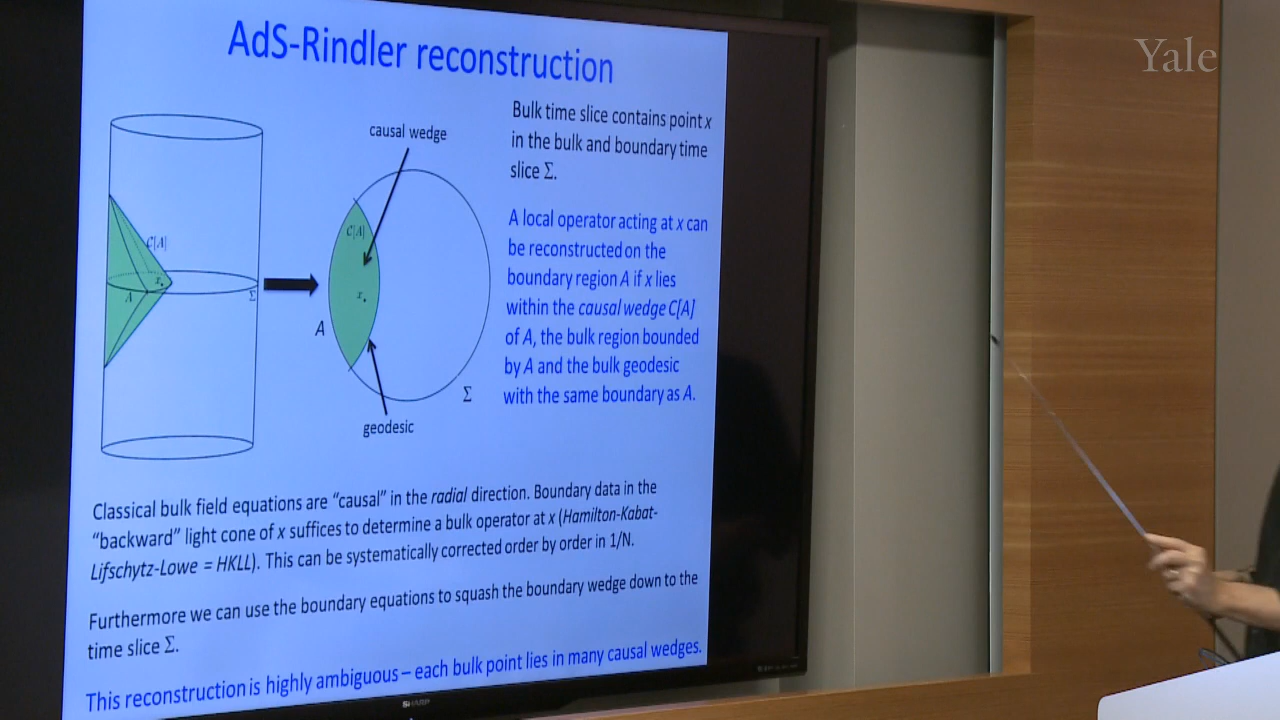 Yale
AdS-Rindler reconstruction
causal wedge
C[A]
x
A
Σ
C[A]
x
A
Σ
geodesic
Bulk time slice contains point x
in the bulk and boundary time
slice Σ.
A local operator acting at x can
be reconstructed on the
boundary region A if x lies
within the causal wedge C[A]
of A, the bulk region bounded
by A and the bulk geodesic
with the same boundary as A.
Classical bulk field equations are “causal” in the radial direction. Boundary data in the
“backward” light cone of x suffices to determine a bulk operator at x (Hamilton-Kabat-
Lifschytz-Lowe = HKLL). This can be systematically corrected order by order in 1/N.
Furthermore we can use the boundary equations to squash the boundary wedge down to the
time slice Σ.
This reconstruction is highly ambiguous – each bulk point lies in many causal wedges.
SHARP